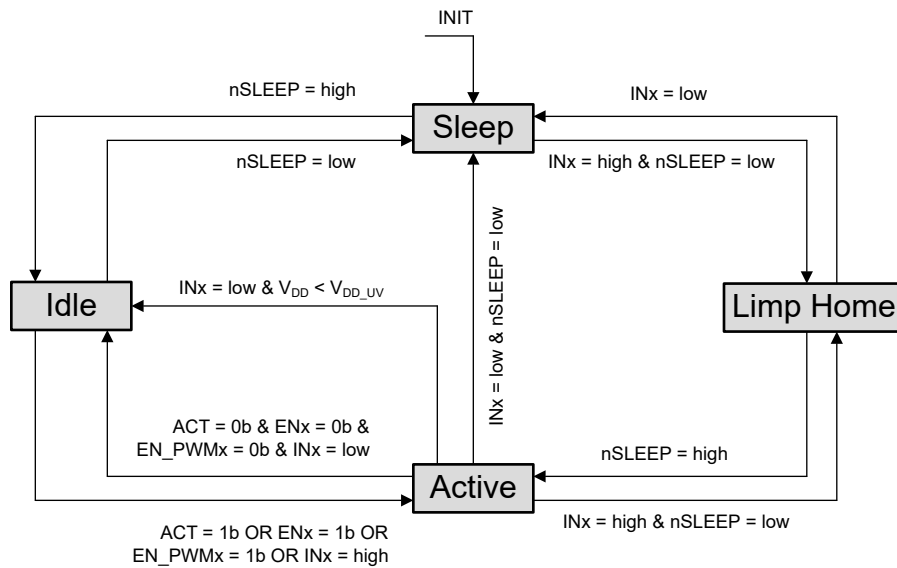 INIT
nSLEEP = high
INx = low
Sleep
nSLEEP = low
INx = high & nSLEEP = low
INx = low & nSLEEP = low
INx = low & VDD < VDD_UV
Idle
Limp Home
ACT = 0b & ENx = 0b &
EN_PWMx = 0b & INx = low
nSLEEP = high
Active
INx = high & nSLEEP = low
ACT = 1b OR ENx = 1b OR
EN_PWMx = 1b OR INx = high